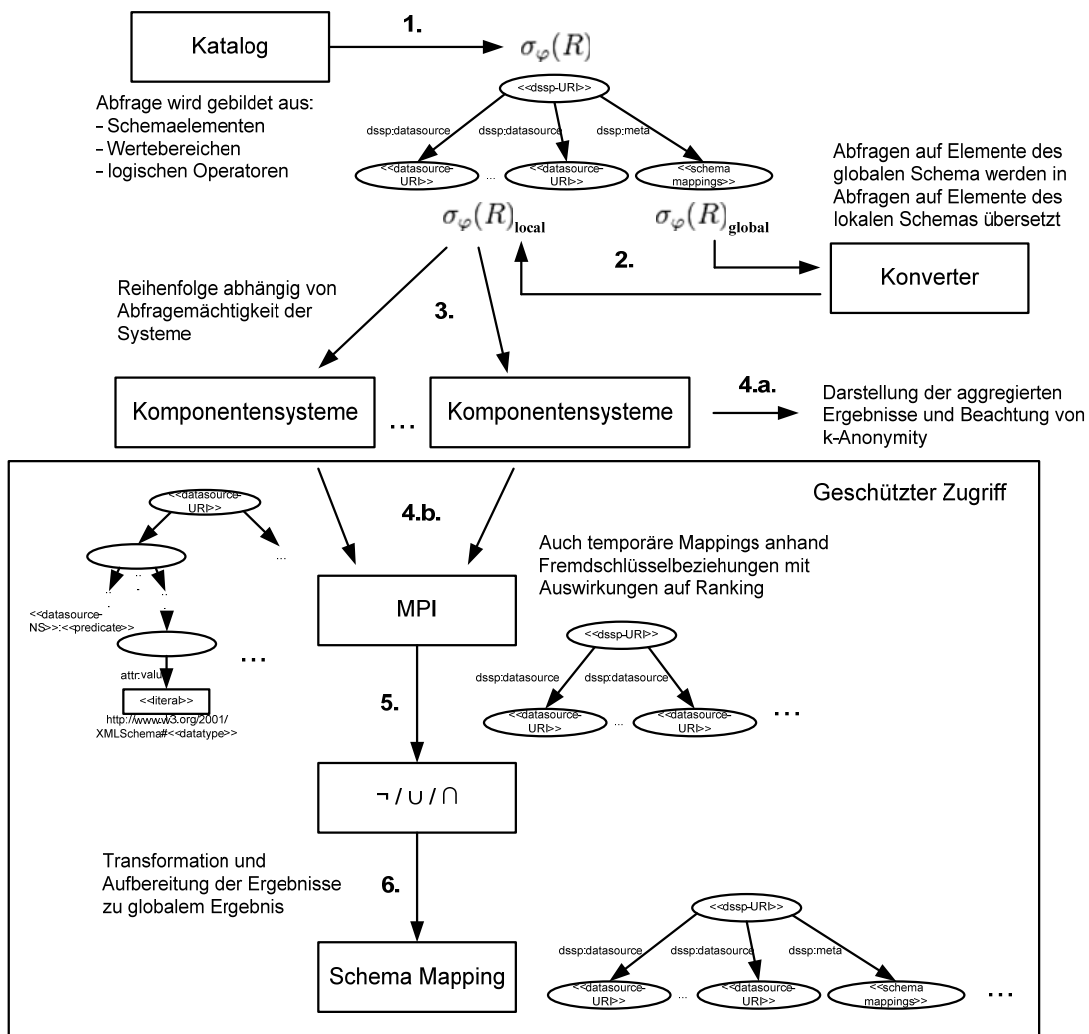 Katalog
1.
σφ(R)
<<dssp-URI>>
Abfrage wird gebildet aus:
- Schemaelementen
- Wertebereichen
- logischen Operatoren
dssp:datasource
dssp:datasource
dssp:meta
<<datasource-
URI>>
...
<<datasource-
URI>>
<<schema
mappings>>
Abfragen auf Elemente des
globalen Schema werden in
Abfragen auf Elemente des
lokalen Schemas übersetzt
σφ(R)local
σφ(R)global
2.
Konverter
Reihenfolge abhängig von
Abfragemächtigkeit der
Systeme
3.
Komponentensysteme
...
Komponentensysteme
4.a.
Darstellung der aggregierten
Ergebnisse und Beachtung von
k-Anonymity
Geschützter Zugriff
<<datasource-
URI>>
...
4.b.
Auch temporäre Mappings anhand
Fremdschlüsselbeziehungen mit
Auswirkungen auf Ranking
MPI
<<datasource-
NS>>:<<predicate>>
...
attr:valu
<<literal>>
http://www.w3.org/2001/
XMLSchema#<<datatype>>
<<dssp-URI>>
dssp:datasource
dssp:datasource
<<datasource-
URI>>
...
<<datasource-
URI>>
...
5.
¬ / ∪ / ∩
Transformation und
Aufbereitung der Ergebnisse
zu globalem Ergebnis
6.
Schema Mapping
<<dssp-URI>>
dssp:datasource
dssp:datasource
dssp:meta
<<datasource-
URI>>
...
<<datasource-
URI>>
<<schema
mappings>>
...